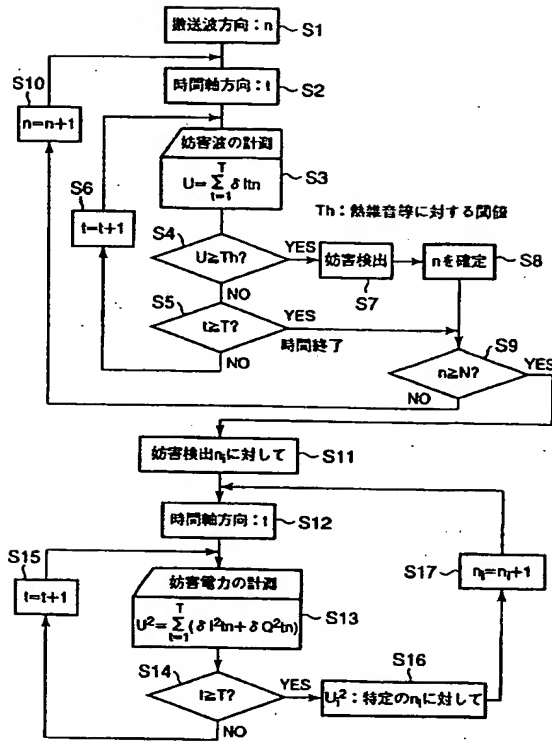 搬送波方向：n
S1
S10
時間軸方向：t
S2
n=n+1
妨害波の計測
U=Σ δItn
T
t=1
S3
S6
t=t+1
Th：熱雑音等に対する閾値
S4
U≧Th?
YES
妨害検出
S7
nを確定
S8
NO
S5
t≧T?
YES
時間終了
NO
S9
n≧N?
YES
NO
妨害検出niに対して
S11
時間軸方向：t
S12
S15
t=t+1
妨害電力の計測
U²=Σ(δI²tn+δQ²tn)
T
t=1
S13
S17
ni=ni+1
S14
I≧T?
YES
S16
Ui²：特定のniに対して
NO